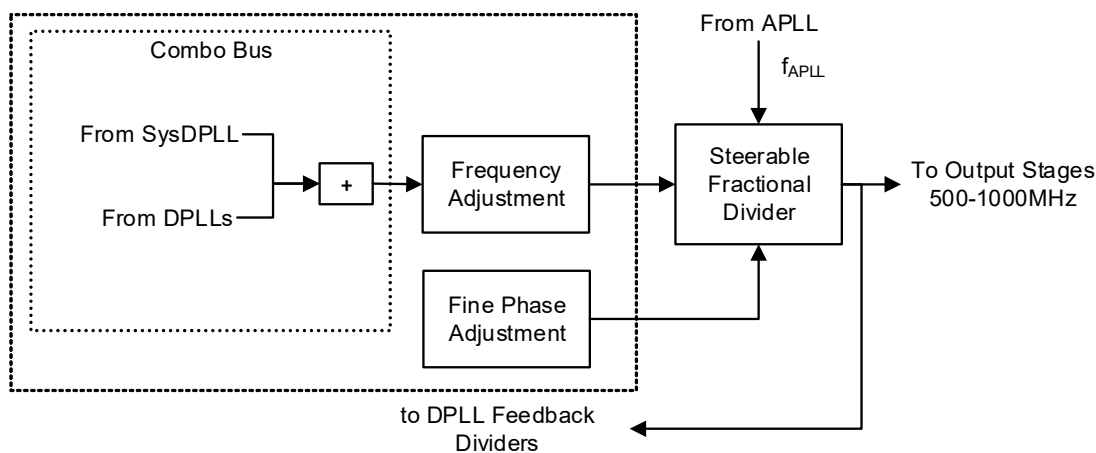 Combo Bus
From SysDPLL
From DPLLs
+
Frequency
Adjustment
Fine Phase
Adjustment
From APLL
fAPLL
Steerable
Fractional
Divider
To Output Stages
500-1000MHz
to DPLL Feedback
Dividers